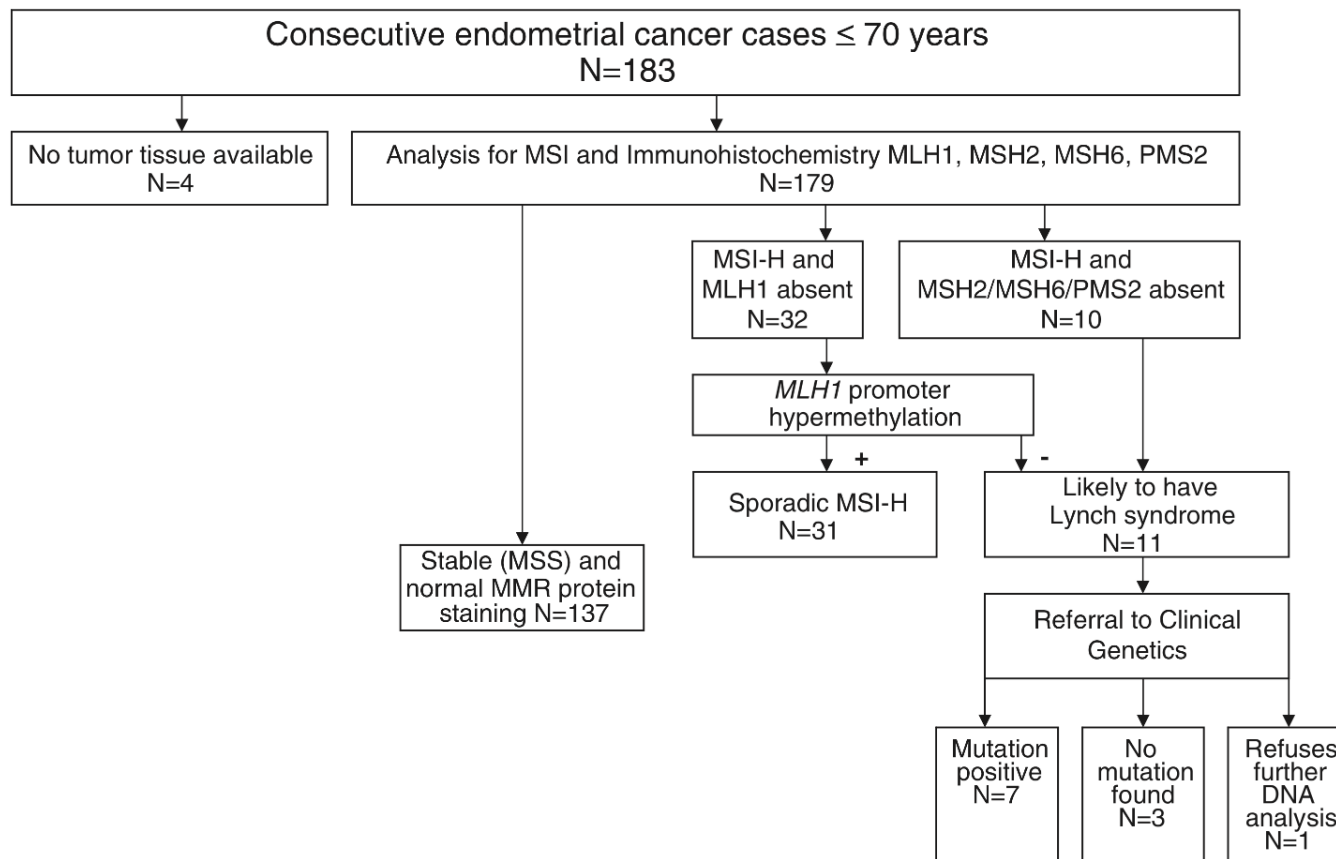 Consecutive endometrial cancer cases ≤ 70 years
N=183
No tumor tissue available
N=4
Analysis for MSI and Immunohistochemistry MLH1, MSH2, MSH6, PMS2
N=179
MSI-H and
MLH1 absent
N=32
MSI-H and
MSH2/MSH6/PMS2 absent
N=10
MLH1 promoter
hypermethylation
+
-
Sporadic MSI-H
N=31
Likely to have
Lynch syndrome
N=11
Stable (MSS) and
normal MMR protein
staining N=137
Referral to Clinical
Genetics
Mutation
positive
N=7
No
mutation
found
N=3
Refuses
further
DNA
analysis
N=1